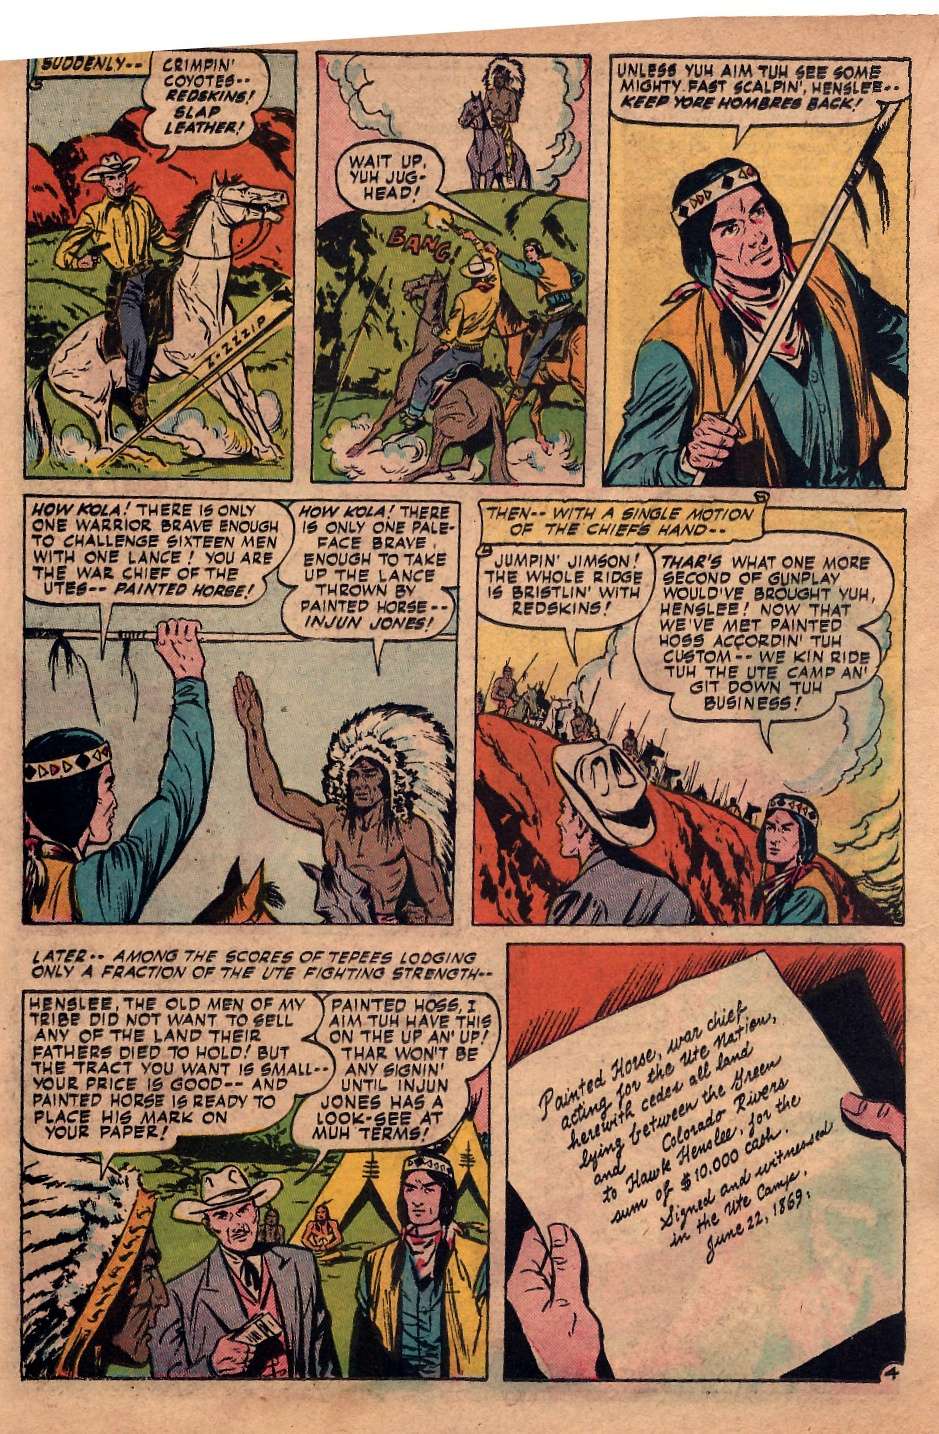 SUDDENLY--
CRIMPIN'
COYOTES--
REDSKINS!
SLAP
LEATHER!
Z-ZZZIP
WAIT UP,
YUH JUG-
HEAD!
BANG!
UNLESS YUH AIM TUH SEE SOME
MIGHTY FAST SCALPIN', HENSLEE--
KEEP YORE HOMBRES BACK!
HOW KOLA! THERE IS ONLY
ONE WARRIOR BRAVE ENOUGH
TO CHALLENGE SIXTEEN MEN
WITH ONE LANCE! YOU ARE
THE WAR CHIEF OF THE
UTES-- PAINTED HORSE!
HOW KOLA! THERE
IS ONLY ONE PALE-
FACE BRAVE
ENOUGH TO TAKE
UP THE LANCE
THROWN BY
PAINTED HORSE--
INJUN JONES!
THEN-- WITH A SINGLE MOTION
OF THE CHIEF'S HAND--
JUMPIN' JIMSON!
THE WHOLE RIDGE
IS BRISTLIN' WITH
REDSKINS!
THAR'S WHAT ONE MORE
SECOND OF GUNPLAY
WOULD'VE BROUGHT YUH,
HENSLEE! NOW THAT
WE'VE MET PAINTED
HOSS ACCORDIN' TUH
CUSTOM-- WE KIN RIDE
TUH THE UTE CAMP AN'
GIT DOWN TUH
BUSINESS!
LATER-- AMONG THE SCORES OF TEPEES LODGING
ONLY A FRACTION OF THE UTE FIGHTING STRENGTH--
HENSLEE, THE OLD MEN OF MY
TRIBE DID NOT WANT TO SELL
ANY OF THE LAND THEIR
FATHERS DIED TO HOLD! BUT
THE TRACT YOU WANT IS SMALL--
YOUR PRICE IS GOOD-- AND
PAINTED HORSE IS READY TO
PLACE HIS MARK ON
YOUR PAPER!
PAINTED HOSS, I
AIM TUH HAVE THIS
ON THE UP AN' UP!
THAR WON'T BE
ANY SIGNIN'
UNTIL INJUN
JONES HAS A
LOOK-SEE AT
MUH TERMS!
Painted Horse, war chief,
acting for the Ute Nation,
herewith cedes all land
lying between the Green
and Colorado Rivers
to Hawk Henslee, for the
sum of $10,000 cash.
Signed and witnessed
in the Ute Camp,
June 22, 1869:
4